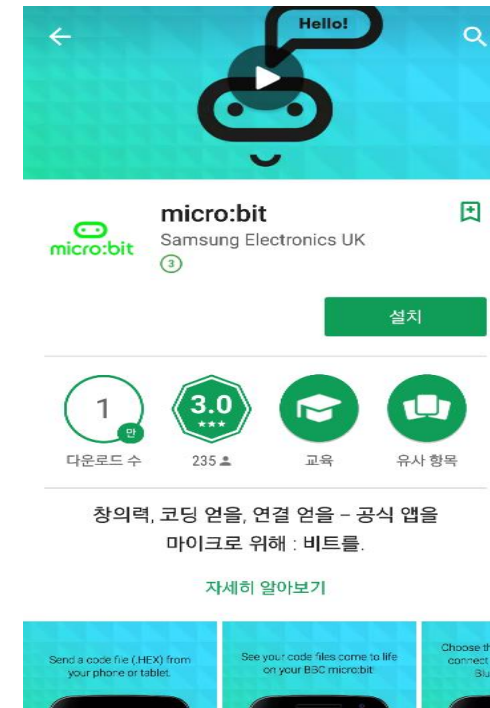 Hello!
micro:bit
micro:bit
Samsung Electronics UK
3
설치
1
만
3.0
다운로드 수
235
교육
유사 항목
창의력, 코딩 얻을, 연결 얻을 – 공식 앱을
마이크로 위해 : 비트를.
자세히 알아보기
Send a code file (.HEX) from
your phone or tablet.
See your code files come to life
on your BBC micro:bit
Choose th
connect
Blu